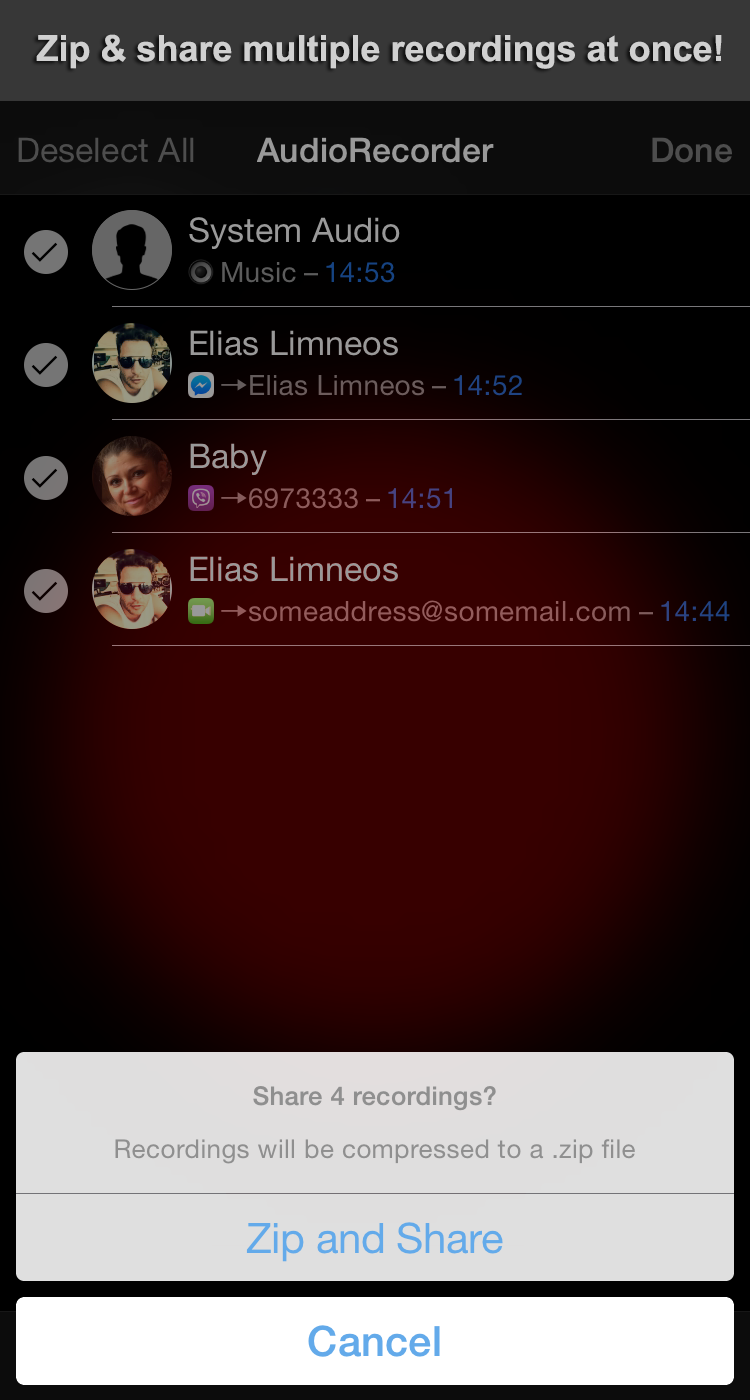 Zip & share multiple recordings at once!
Deselect All AudioRecorder Done
System Audio
Music – 14:53
Elias Limneos
→Elias Limneos – 14:52
Baby
→6973333 – 14:51
Elias Limneos
→someaddress@somemail.com – 14:44
Share 4 recordings?
Recordings will be compressed to a .zip file
Zip and Share
Cancel